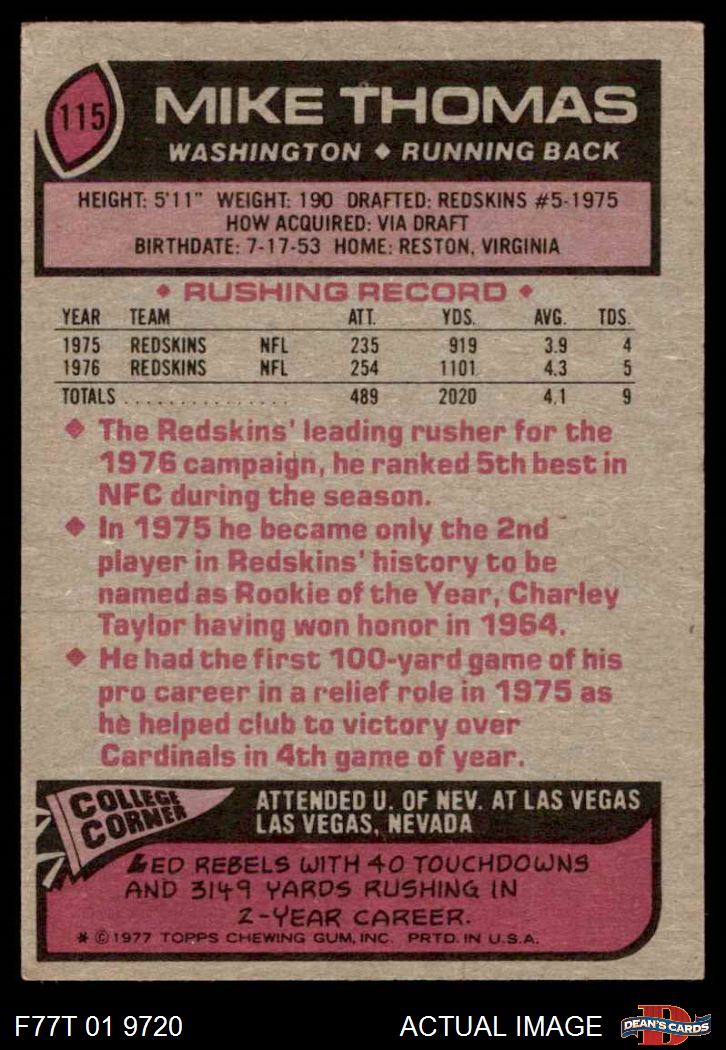 115
MIKE THOMAS
WASHINGTON ◆ RUNNING BACK
HEIGHT: 5'11" WEIGHT: 190 DRAFTED: REDSKINS #5-1975
HOW ACQUIRED: VIA DRAFT
BIRTHDATE: 7-17-53 HOME: RESTON, VIRGINIA
◆ RUSHING RECORD ◆
YEAR TEAM ATT. YDS. AVG. TDS.
1975 REDSKINS NFL 235 919 3.9 4
1976 REDSKINS NFL 254 1101 4.3 5
TOTALS . . . . . . . . . . . . . . . . 489 2020 4.1 9
◆ The Redskins' leading rusher for the
1976 campaign, he ranked 5th best in
NFC during the season.
◆ In 1975 he became only the 2nd
player in Redskins' history to be
named as Rookie of the Year, Charley
Taylor having won honor in 1964.
◆ He had the first 100-yard game of his
pro career in a relief role in 1975 as
he helped club to victory over
Cardinals in 4th game of year.
COLLEGE
CORNER
ATTENDED U. OF NEV. AT LAS VEGAS
LAS VEGAS, NEVADA
LED REBELS WITH 40 TOUCHDOWNS
AND 3149 YARDS RUSHING IN
2-YEAR CAREER.
* © 1977 TOPPS CHEWING GUM, INC. PRTD. IN U.S.A.
F77T 01 9720
ACTUAL IMAGE
D
DEAN'S CARDS